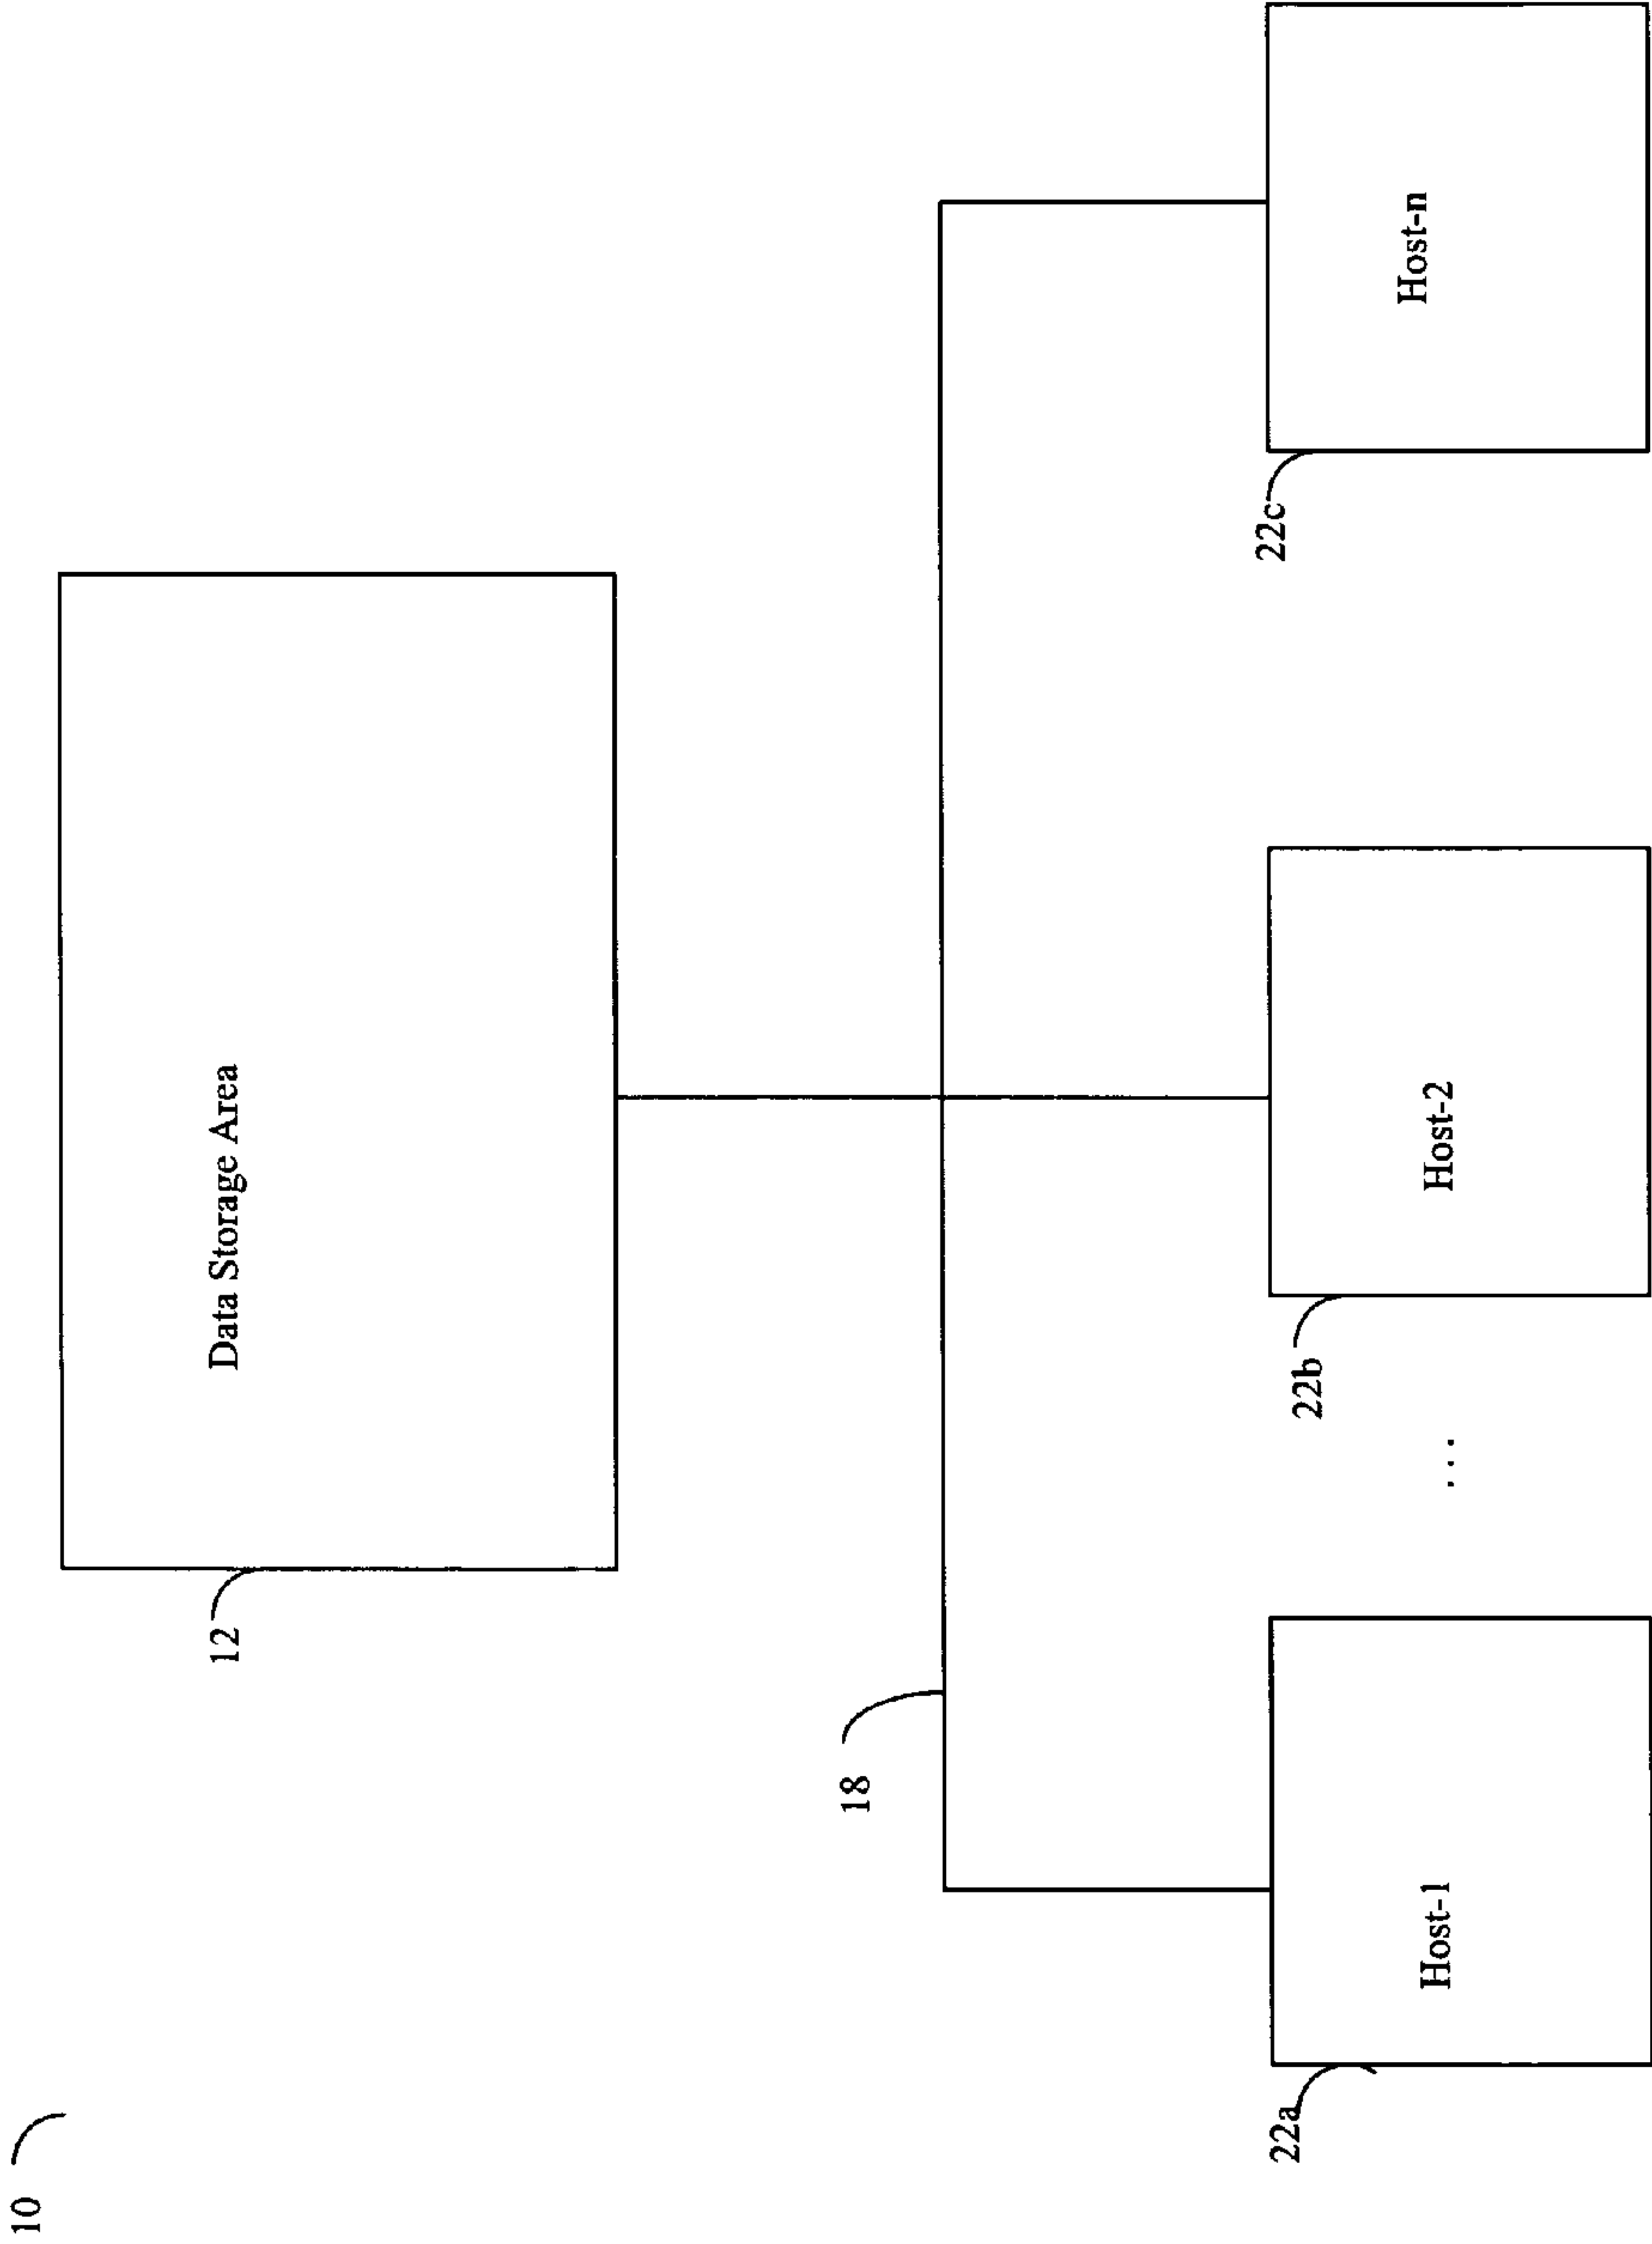 10
12
Data Storage Area
18
22a
Host-1
...
22b
Host-2
22c
Host-n